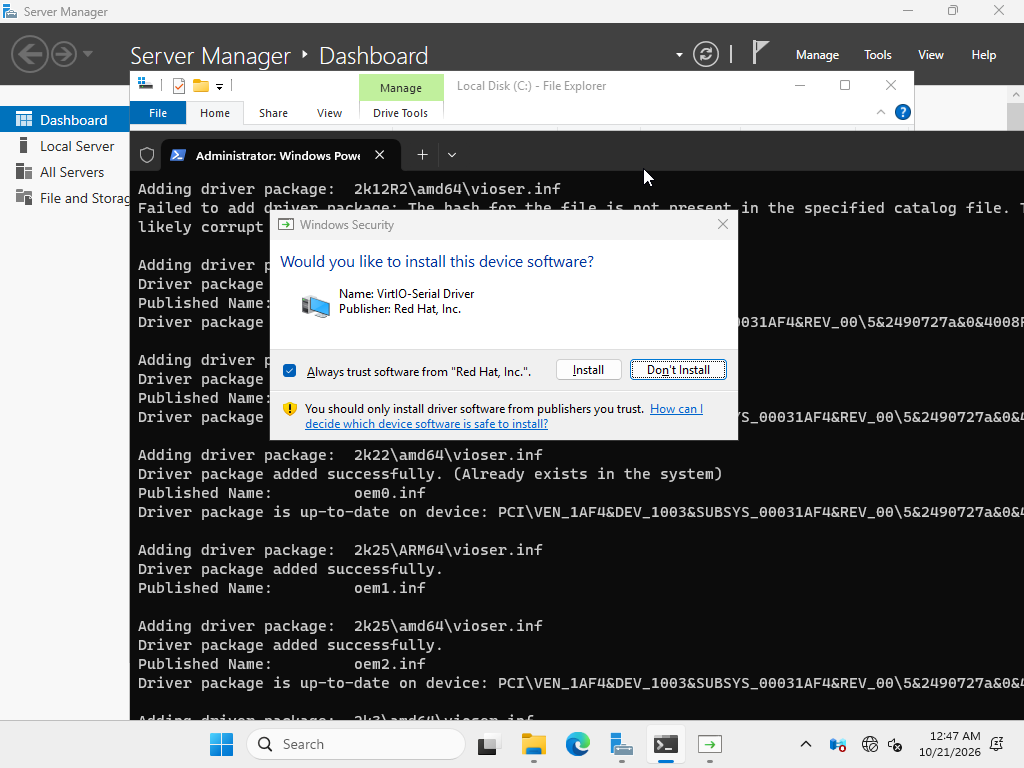 Server Manager
Server Manager ‣ Dashboard
Manage Tools View Help
Manage
Local Disk (C:) - File Explorer
File Home Share View Drive Tools
Dashboard
Local Server
All Servers
File and Storag
Administrator: Windows Powe
Adding driver package: 2k12R2\amd64\vioser.inf
Failed to add driver package: The hash for the file is not present in the specified catalog file. T
likely corrupt
Windows Security
Would you like to install this device software?
Name: VirtIO-Serial Driver
Publisher: Red Hat, Inc.
Always trust software from "Red Hat, Inc.".
Install
Don't Install
You should only install driver software from publishers you trust. How can I
decide which device software is safe to install?
Adding driver p
Driver package
Published Name:
Driver package 031AF4&REV_00\5&2490727a&0&4008F
Adding driver p
Driver package
Published Name:
Driver package 031AF4&REV_00\5&2490727a&0&4
Adding driver package: 2k22\amd64\vioser.inf
Driver package added successfully. (Already exists in the system)
Published Name: oem0.inf
Driver package is up-to-date on device: PCI\VEN_1AF4&DEV_1003&SUBSYS_00031AF4&REV_00\5&2490727a&0&4
Adding driver package: 2k25\ARM64\vioser.inf
Driver package added successfully.
Published Name: oem1.inf
Adding driver package: 2k25\amd64\vioser.inf
Driver package added successfully.
Published Name: oem2.inf
Driver package is up-to-date on device: PCI\VEN_1AF4&DEV_1003&SUBSYS_00031AF4&REV_00\5&2490727a&0&4
Adding driver package: 2k3\amd64\vioser.inf
Search
12:47 AM
10/21/2026